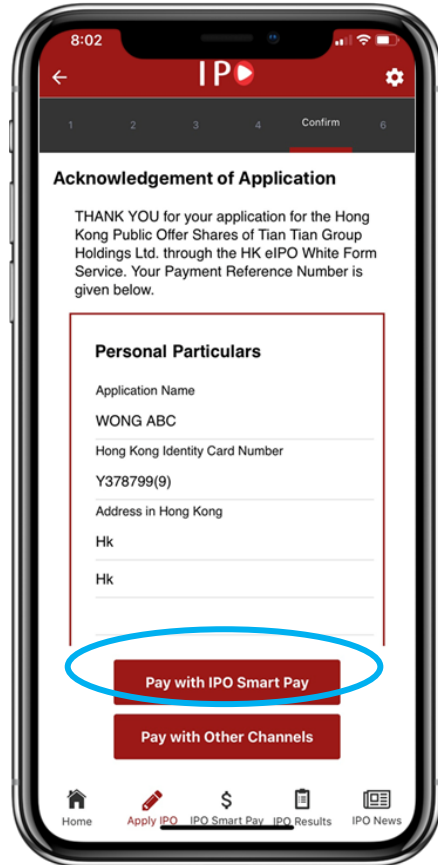 8:02
IPO
1 2 3 4 Confirm 6
Acknowledgement of Application
THANK YOU for your application for the Hong
Kong Public Offer Shares of Tian Tian Group
Holdings Ltd. through the HK eIPO White Form
Service. Your Payment Reference Number is
given below.
Personal Particulars
Application Name
WONG ABC
Hong Kong Identity Card Number
Y378799(9)
Address in Hong Kong
Hk
Hk
Pay with IPO Smart Pay
Pay with Other Channels
Home Apply IPO IPO Smart Pay IPO Results IPO News